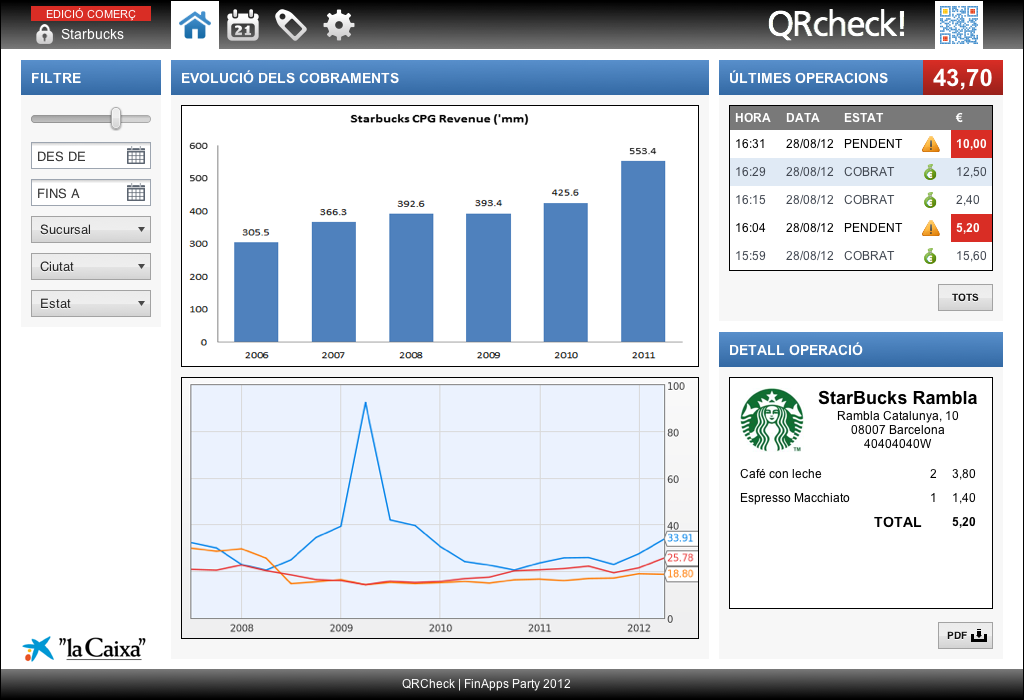 EDICIÓ COMERÇ
Starbucks
21
QRcheck!
FILTRE
DES DE
FINS A
Sucursal
Ciutat
Estat
"la Caixa"
EVOLUCIÓ DELS COBRAMENTS
Starbucks CPG Revenue ('mm)
600
500
400
300
200
100
0
305.5
366.3
392.6
393.4
425.6
553.4
2006 2007 2008 2009 2010 2011
100
80
60
40
33.91
25.78
18.80
0
2008 2009 2010 2011 2012
ÚLTIMES OPERACIONS 43,70
HORA DATA ESTAT €
16:31 28/08/12 PENDENT 10,00
16:29 28/08/12 COBRAT € 12,50
16:15 28/08/12 COBRAT € 2,40
16:04 28/08/12 PENDENT 5,20
15:59 28/08/12 COBRAT € 15,60
TOTS
DETALL OPERACIÓ
StarBucks Rambla
Rambla Catalunya, 10
08007 Barcelona
40404040W
TM
Café con leche 2 3,80
Espresso Macchiato 1 1,40
TOTAL 5,20
PDF
QRCheck | FinApps Party 2012